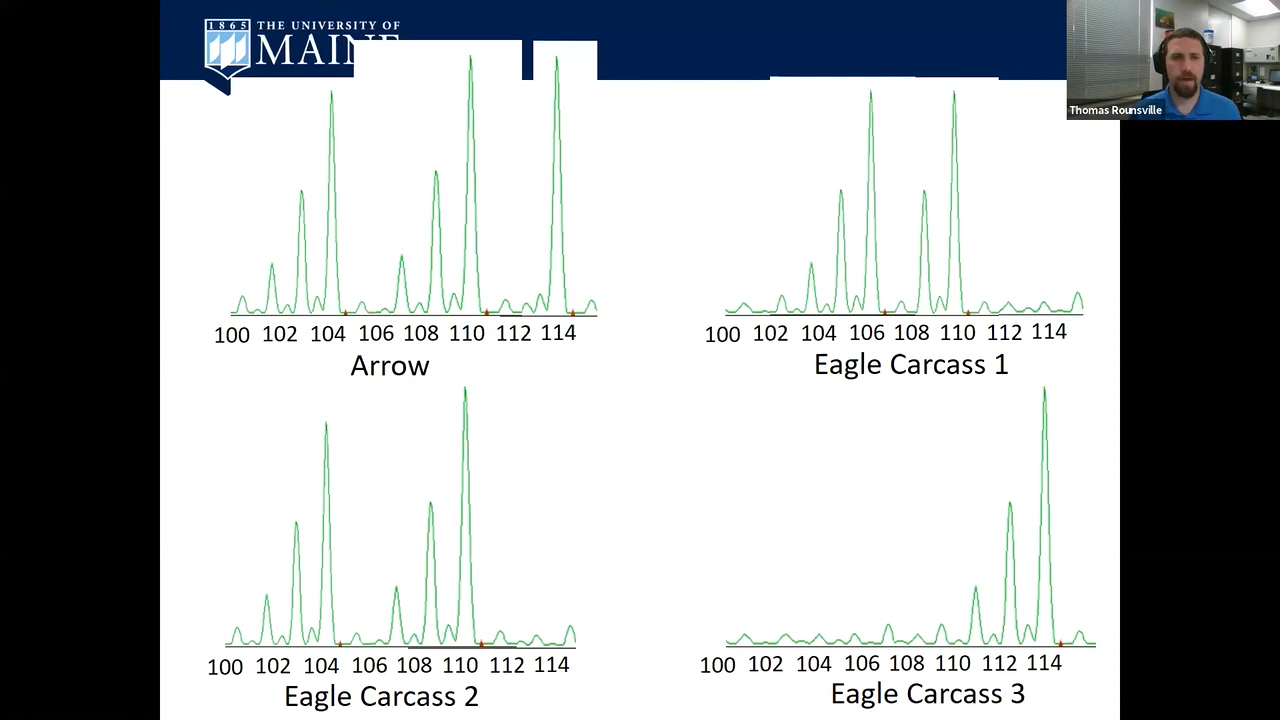 1865
THE UNIVERSITY OF
MAINE
Thomas Rounsville
100 102 104 106 108 110 112 114
Arrow
100 102 104 106 108 110 112 114
Eagle Carcass 1
100 102 104 106 108 110 112 114
Eagle Carcass 2
100 102 104 106 108 110 112 114
Eagle Carcass 3